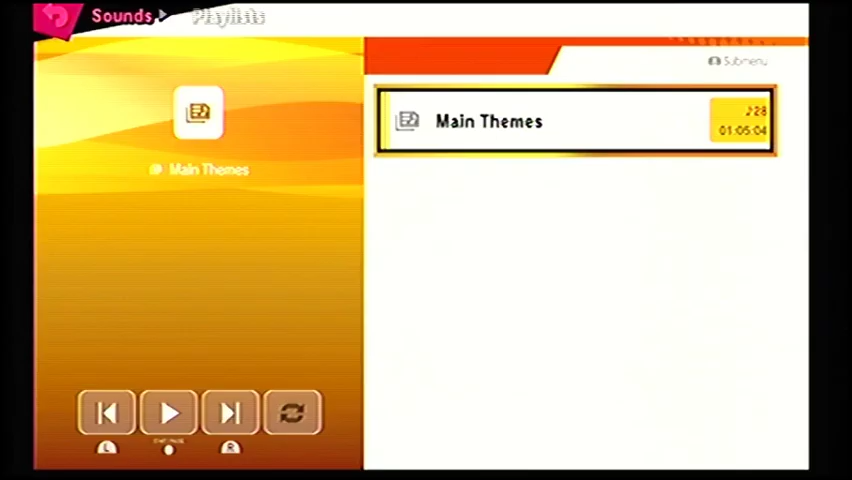 Sounds
Playlists
Submenu
Main Themes
♪28
01:05:04
Main Themes
L
R